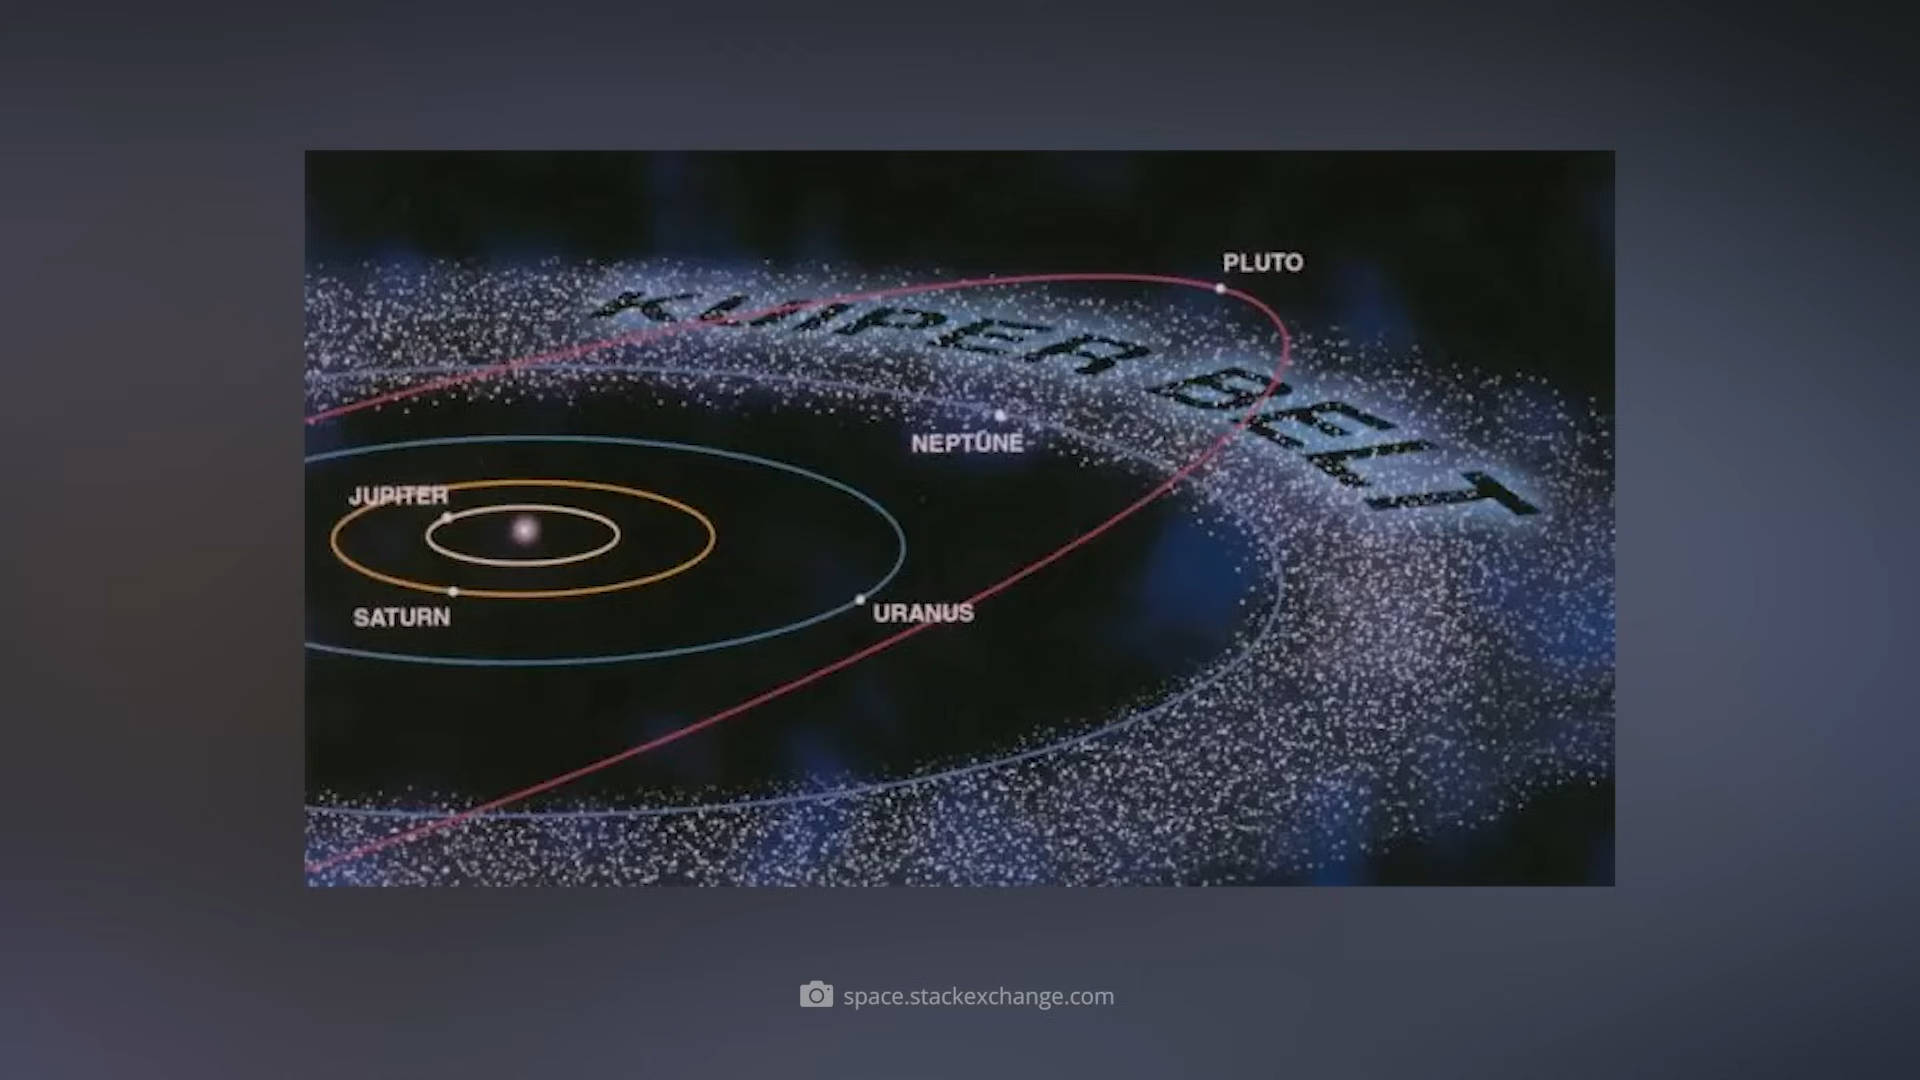 PLUTO
KUIPER BELT
NEPTUNE
JUPITER
SATURN
URANUS
space.stackexchange.com